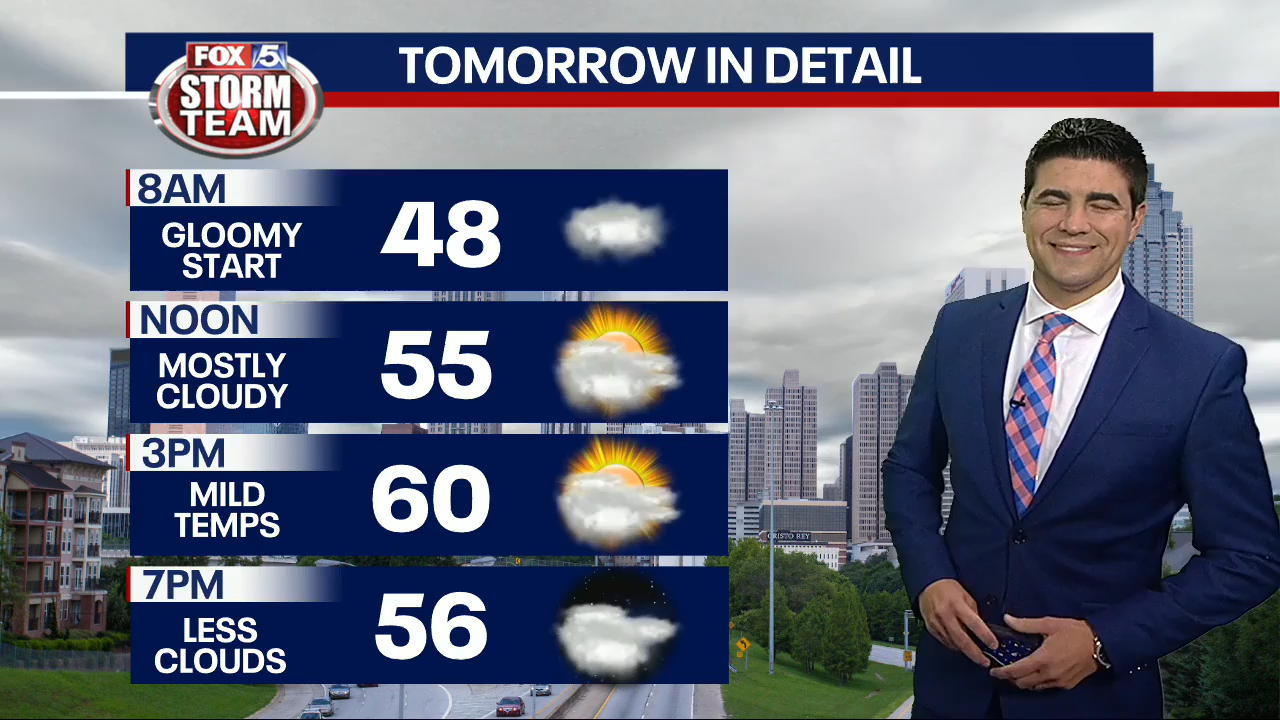 TOMORROW IN DETAIL
FOX 5
STORM
TEAM
8AM
GLOOMY
START
48
NOON
MOSTLY
CLOUDY
55
3PM
MILD
TEMPS
60
7PM
LESS
CLOUDS
56
CRISTO REY